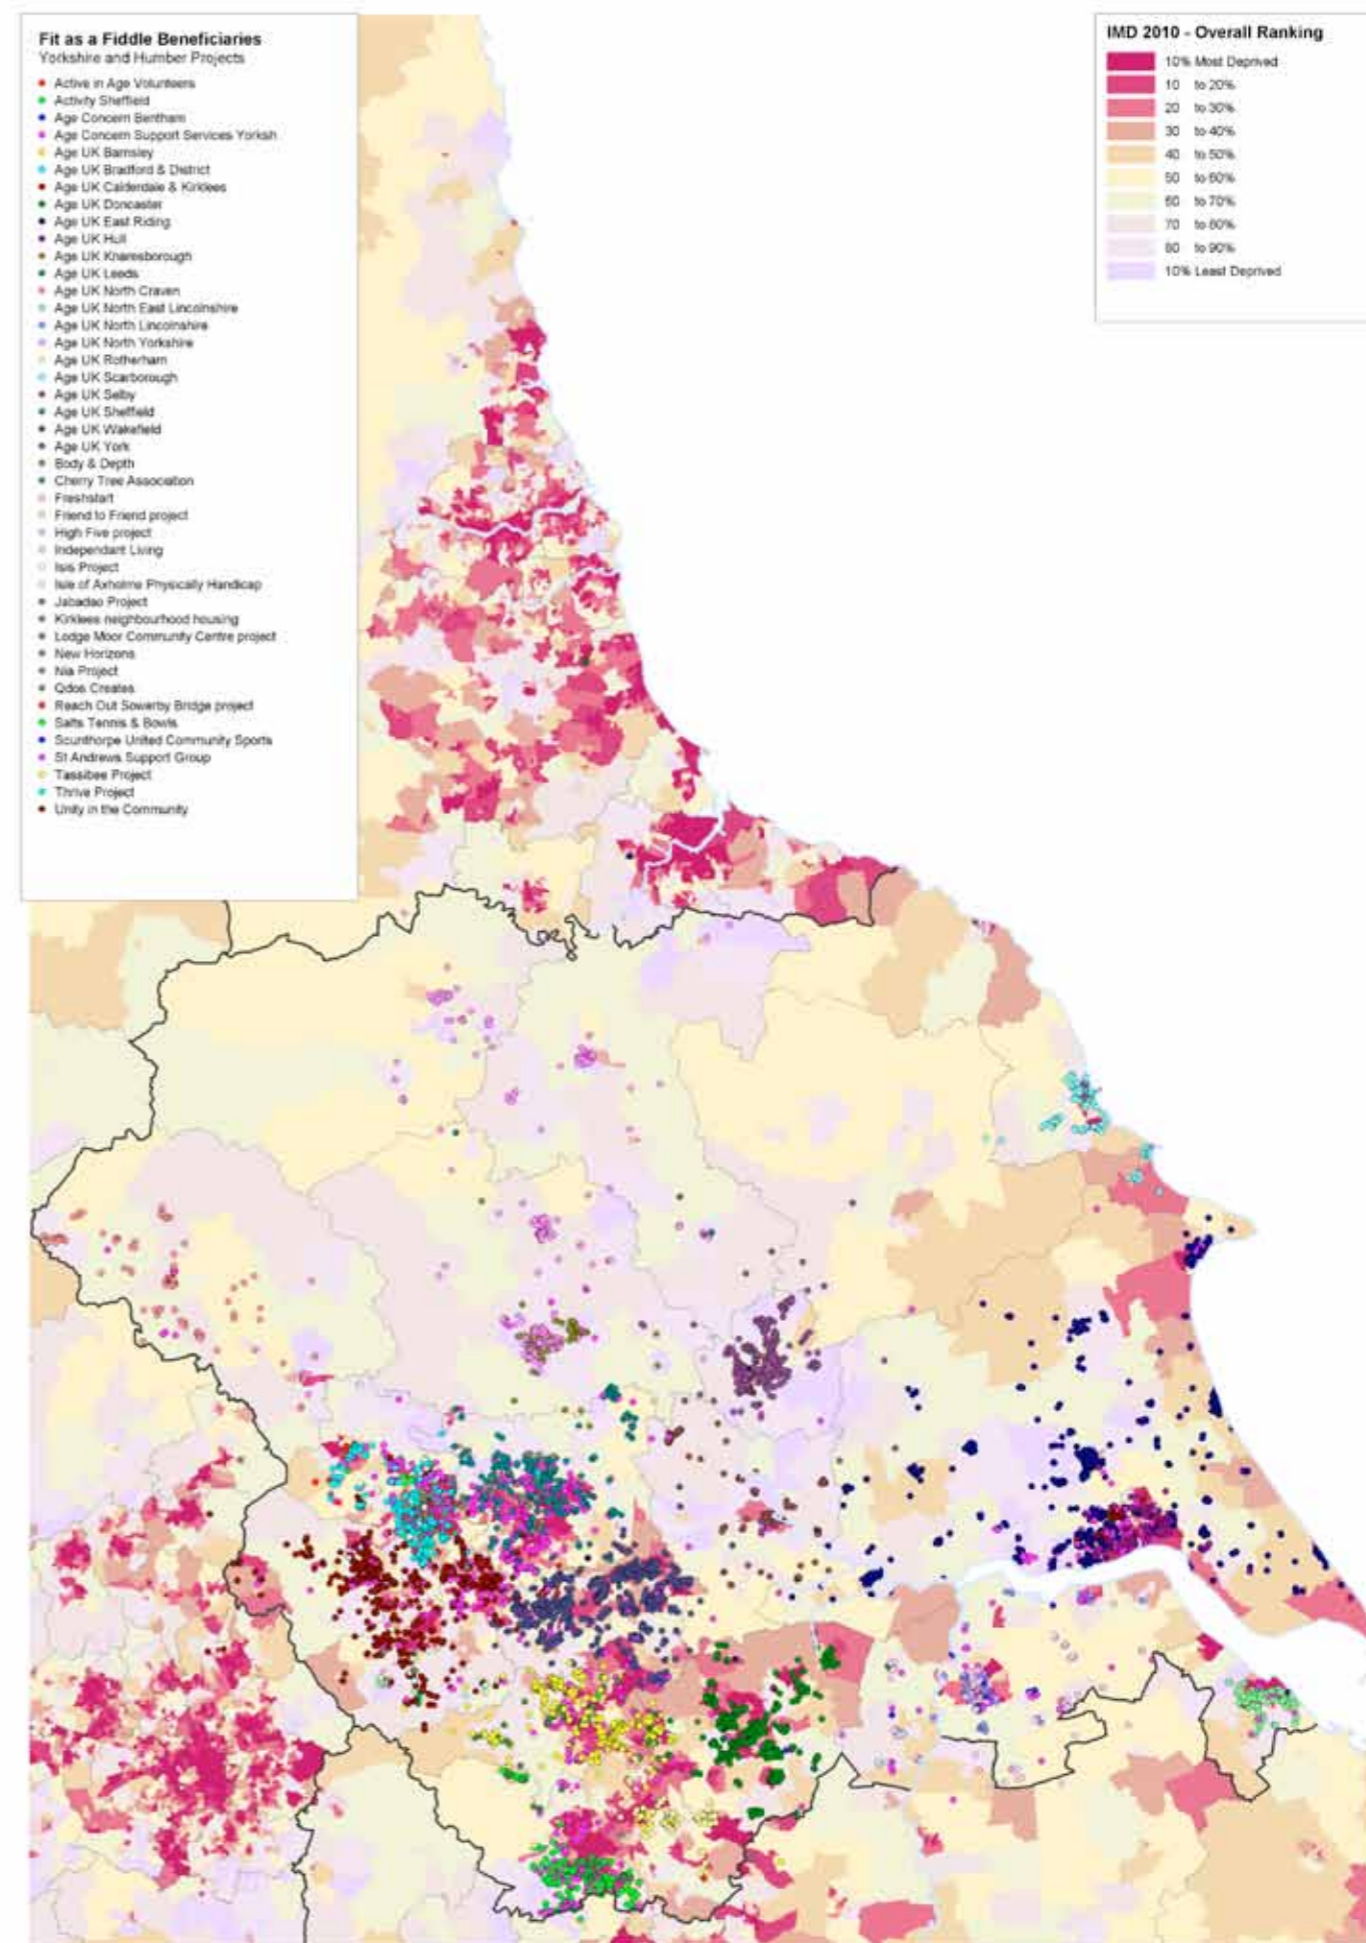 Fit as a Fiddle Beneficiaries
Yorkshire and Humber Projects
Active in Age Volunteers
Activity Sheffield
Age Concern Bentham
Age Concern Support Services Yorksh
Age UK Barnsley
Age UK Bradford & District
Age UK Calderdale & Kirklees
Age UK Doncaster
Age UK East Riding
Age UK Hull
Age UK Knaresborough
Age UK Leeds
Age UK North Craven
Age UK North East Lincolnshire
Age UK North Lincolnshire
Age UK North Yorkshire
Age UK Rotherham
Age UK Scarborough
Age UK Selby
Age UK Sheffield
Age UK Wakefield
Age UK York
Body & Depth
Cherry Tree Association
Freshstart
Friend to Friend project
High Five project
Independant Living
Isis Project
Isle of Axholme Physically Handicap
Jabadao Project
Kirklees neighbourhood housing
Lodge Moor Community Centre project
New Horizons
Nia Project
Qdos Creates
Reach Out Sowerby Bridge project
Salts Tennis & Bowls
Scunthorpe United Community Sports
St Andrews Support Group
Tassibee Project
Thrive Project
Unity in the Community
IMD 2010 - Overall Ranking
10% Most Deprived
10 to 20%
20 to 30%
30 to 40%
40 to 50%
50 to 60%
60 to 70%
70 to 80%
80 to 90%
10% Least Deprived